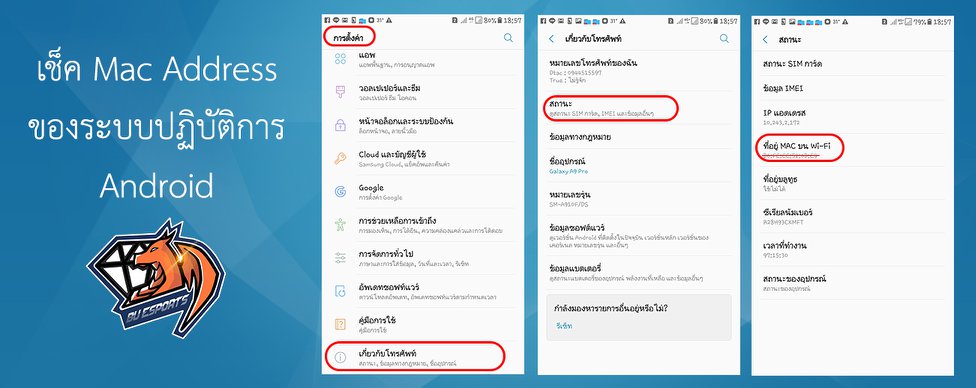 เช็ค Mac Address
ของระบบปฏิบัติการ
Android
BU ESPORTS
31°
80% 18:57
การตั้งค่า
แอพ
แอพพื้นฐาน, การอนุญาตแอพ
วอลเปเปอร์และธีม
วอลเปเปอร์ ธีม ไอคอน
หน้าจอล็อกและระบบป้องกัน
ล็อกหน้าจอ, ลายนิ้วมือ
Cloud และบัญชีผู้ใช้
Samsung Cloud, แบ็คอัพและคืนค่า
Google
การตั้งค่า Google
การช่วยเหลือการเข้าถึง
การมองเห็น, การได้ยิน, ความคล่องแคล่วและการโต้ตอบ
การจัดการทั่วไป
ภาษาและการใส่ข้อมูล, วันที่และเวลา, รีเซ็ท
อัพเดทซอฟท์แวร์
ดาวน์โหลดอัพเดท, อัพเดทซอฟท์แวร์ตามกำหนดเวลา
คู่มือการใช้
คู่มือการใช้
เกี่ยวกับโทรศัพท์
สถานะ, ข้อมูลทางกฎหมาย, ชื่ออุปกรณ์
31°
80% 18:57
เกี่ยวกับโทรศัพท์
หมายเลขโทรศัพท์ของฉัน
Dtac : 0944515597
True : ไม่รู้จัก
สถานะ
ดูสถานะ SIM การ์ด, IMEI และข้อมูลอื่นๆ
ข้อมูลทางกฎหมาย
ชื่ออุปกรณ์
Galaxy A9 Pro
หมายเลขรุ่น
SM-A910F/DS
ข้อมูลซอฟต์แวร์
ดูเวอร์ชั่น Android ที่ติดตั้งในปัจจุบัน เวอร์ชั่นหลัก เวอร์ชั่นของ
เคอร์เนล หมายเลขรุ่น และอื่นๆ
ข้อมูลแบตเตอรี่
ดูสถานะแบตเตอรี่ของอุปกรณ์ พลังงานที่เหลือ และข้อมูลอื่นๆ
กำลังมองหารายการอื่นอยู่หรือไม่?
รีเซ็ท
31°
79% 18:57
สถานะ
สถานะ SIM การ์ด
ข้อมูล IMEI
IP แอดเดรส
10.243.2.172
ที่อยู่ MAC บน Wi-Fi
ที่อยู่บลูทูธ
ใช้ไม่ได้
ซีเรียลนัมเบอร์
เวลาที่ทำงาน
97:15:30
สถานะของอุปกรณ์
สถานะของอุปกรณ์